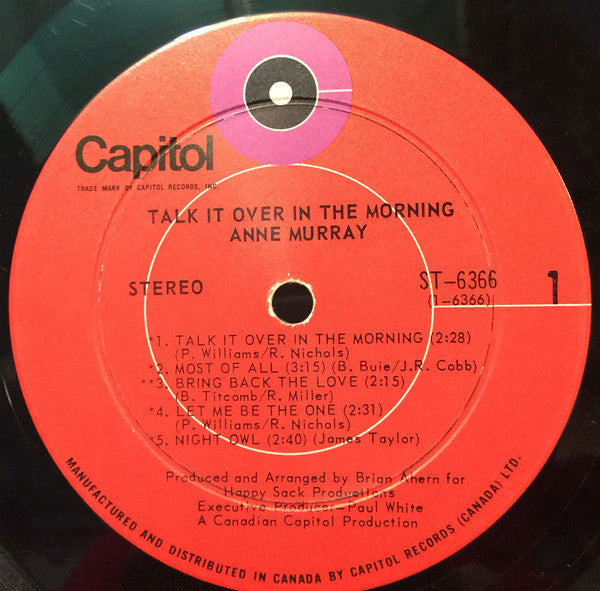 Capitol
TRADE MARK OF CAPITOL RECORDS, INC.
TALK IT OVER IN THE MORNING
ANNE MURRAY
STEREO
ST-6366
(1-6366)
1
*1. TALK IT OVER IN THE MORNING (2:28)
(P. Williams/R. Nichols)
*2. MOST OF ALL (3:15) (B. Buie/J.R. Cobb)
**3. BRING BACK THE LOVE (2:15)
(B. Titcomb/R. Miller)
*4. LET ME BE THE ONE (2:31)
(P. Williams/R. Nichols)
*5. NIGHT OWL (2:40) (James Taylor)
Produced and Arranged by Brian Ahern for
Happy Sack Productions
Executive Producer—Paul White
A Canadian Capitol Production
MANUFACTURED AND DISTRIBUTED IN CANADA BY CAPITOL RECORDS (CANADA) LTD.